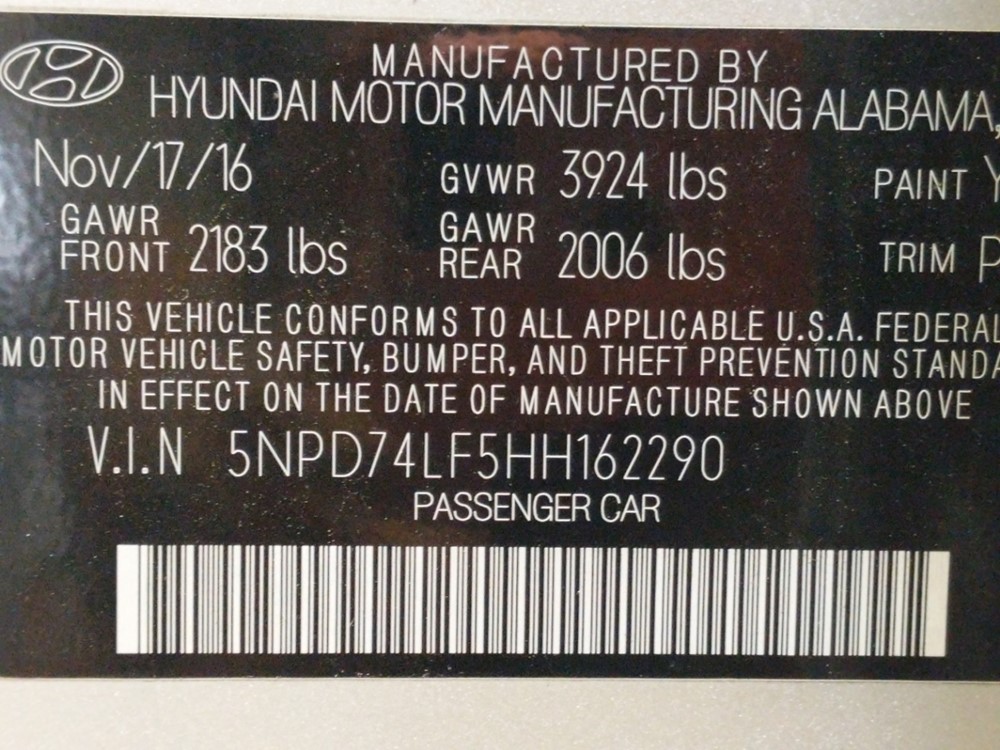 MANUFACTURED BY
HYUNDAI MOTOR MANUFACTURING ALABAMA,
Nov/17/16 GVWR 3924 lbs PAINT Y
GAWR FRONT 2183 lbs GAWR REAR 2006 lbs TRIM P
THIS VEHICLE CONFORMS TO ALL APPLICABLE U.S.A. FEDERAL
MOTOR VEHICLE SAFETY, BUMPER, AND THEFT PREVENTION STANDA
IN EFFECT ON THE DATE OF MANUFACTURE SHOWN ABOVE
V.I.N 5NPD74LF5HH162290
PASSENGER CAR